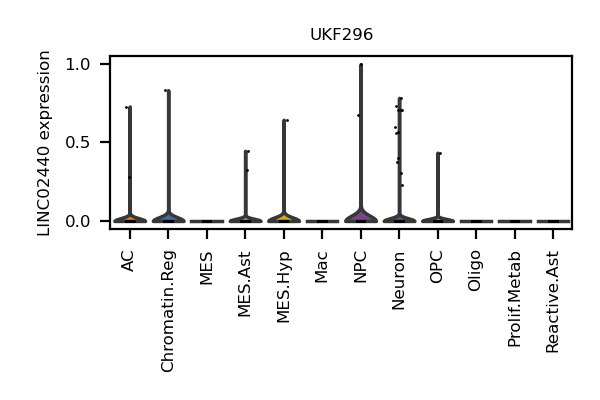 UKF296
LINC02440 expression
1.0
0.5
0.0
AC
Chromatin.Reg
MES
MES.Ast
MES.Hyp
Mac
NPC
Neuron
OPC
Oligo
Prolif.Metab
Reactive.Ast